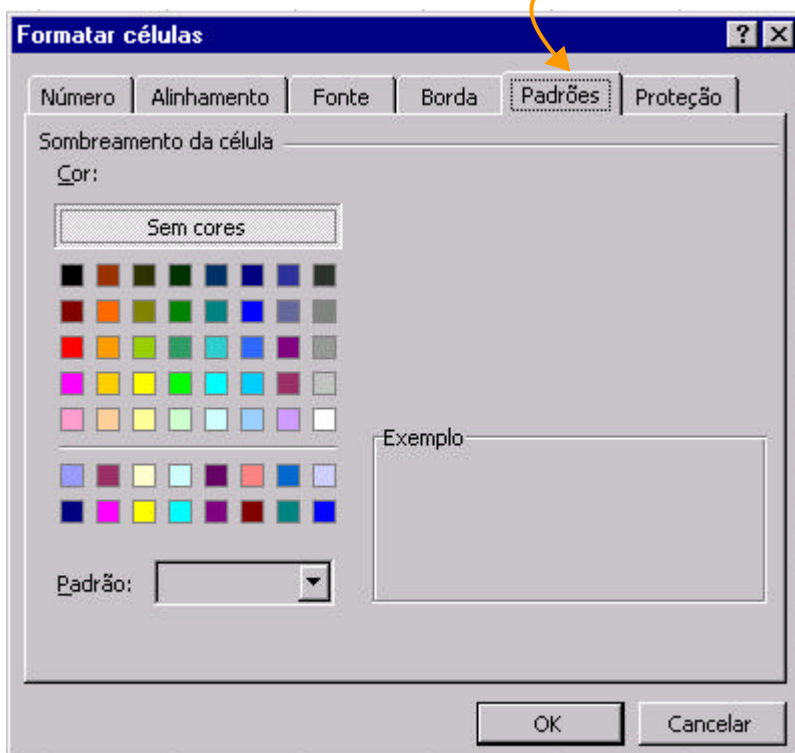 Formatar células
Número Alinhamento Fonte Borda Padrões Proteção
Sombreamento da célula
Cor:
Sem cores
Exemplo
Padrão:
OK Cancelar